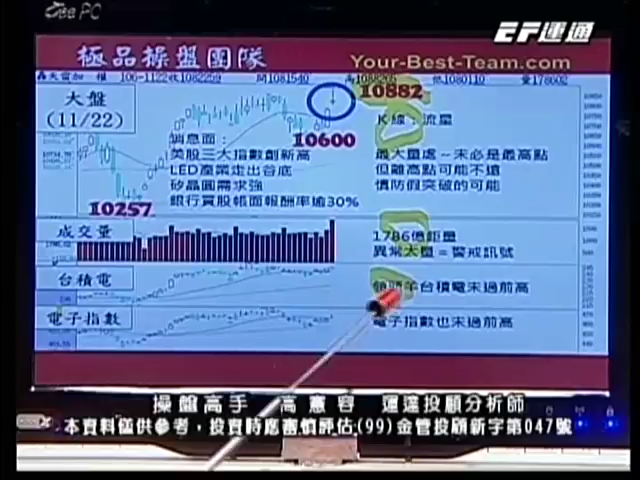 Eee PC
EF運通
極品操盤團隊
Your-Best-Team.com
大盤
(11/22)
10882
10600
10257
K線：流星
消息面：
美股三大指數創新高
LED產業走出谷底
矽晶圓需求強
銀行買股帳面報酬率逾30%
最大量處～未必是最高點
但離高點可能不遠
慎防假突破的可能
成交量
1786億鉅量
異常大量＝警戒訊號
台積電
領頭羊台積電未過前高
電子指數
電子指數也未過前高
操盤高手 高憲容 運達投顧分析師
本資料僅供參考，投資時應審慎評估(99)金管投顧新字第047號